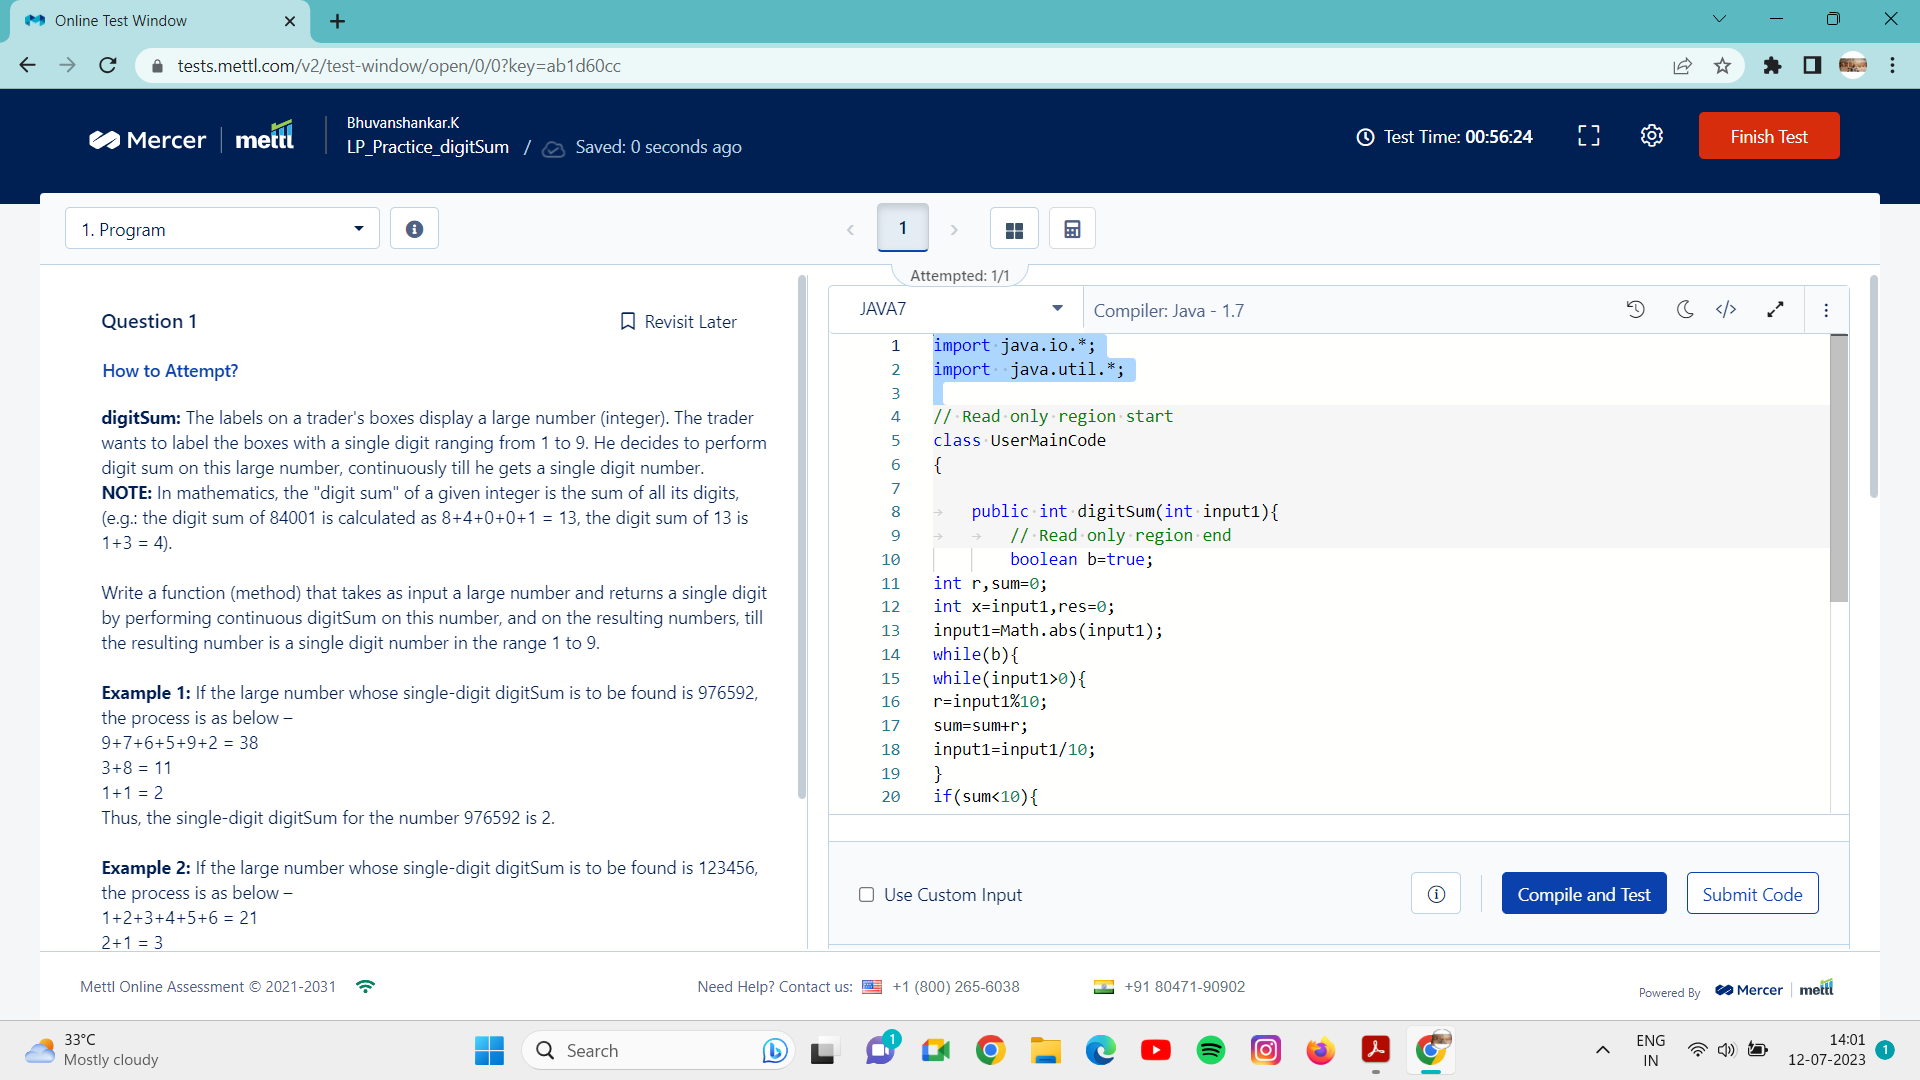 Online Test Window
tests.mettl.com/v2/test-window/open/0/0?key=ab1d60cc
Mercer
mettl
Bhuvanshankar.K
LP_Practice_digitSum / Saved: 0 seconds ago
Test Time: 00:56:24
Finish Test
1. Program
1
Attempted: 1/1
Question 1
Revisit Later
How to Attempt?
digitSum: The labels on a trader's boxes display a large number (integer). The trader
wants to label the boxes with a single digit ranging from 1 to 9. He decides to perform
digit sum on this large number, continuously till he gets a single digit number.
NOTE: In mathematics, the "digit sum" of a given integer is the sum of all its digits,
(e.g.: the digit sum of 84001 is calculated as 8+4+0+0+1 = 13, the digit sum of 13 is
1+3 = 4).
Write a function (method) that takes as input a large number and returns a single digit
by performing continuous digitSum on this number, and on the resulting numbers, till
the resulting number is a single digit number in the range 1 to 9.
Example 1: If the large number whose single-digit digitSum is to be found is 976592,
the process is as below –
9+7+6+5+9+2 = 38
3+8 = 11
1+1 = 2
Thus, the single-digit digitSum for the number 976592 is 2.
Example 2: If the large number whose single-digit digitSum is to be found is 123456,
the process is as below –
1+2+3+4+5+6 = 21
2+1 = 3
JAVA7
Compiler: Java - 1.7
1 import java.io.*;
2 import  java.util.*;
3
4 // Read only region start
5 class UserMainCode
6 {
7
8 public int digitSum(int input1){
9 // Read only region end
10 boolean b=true;
11 int r,sum=0;
12 int x=input1,res=0;
13 input1=Math.abs(input1);
14 while(b){
15 while(input1>0){
16 r=input1%10;
17 sum=sum+r;
18 input1=input1/10;
19 }
20 if(sum<10){
Use Custom Input
Compile and Test
Submit Code
Mettl Online Assessment © 2021-2031
Need Help? Contact us: +1 (800) 265-6038
+91 80471-90902
Powered By Mercer mettl
33°C
Mostly cloudy
Search
1
ENG
IN
14:01
12-07-2023
1